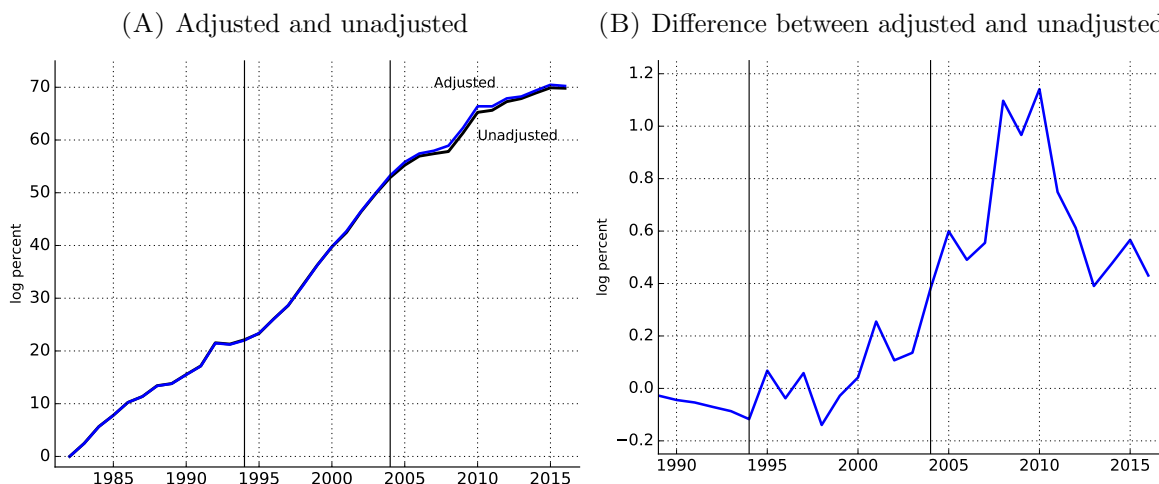 (A) Adjusted and unadjusted
70
60
50
40
30
20
10
0
log percent
Adjusted
Unadjusted
1985 1990 1995 2000 2005 2010 2015
(B) Difference between adjusted and unadjusted
1.2
1.0
0.8
0.6
0.4
0.2
0.0
−0.2
log percent
1990 1995 2000 2005 2010 2015